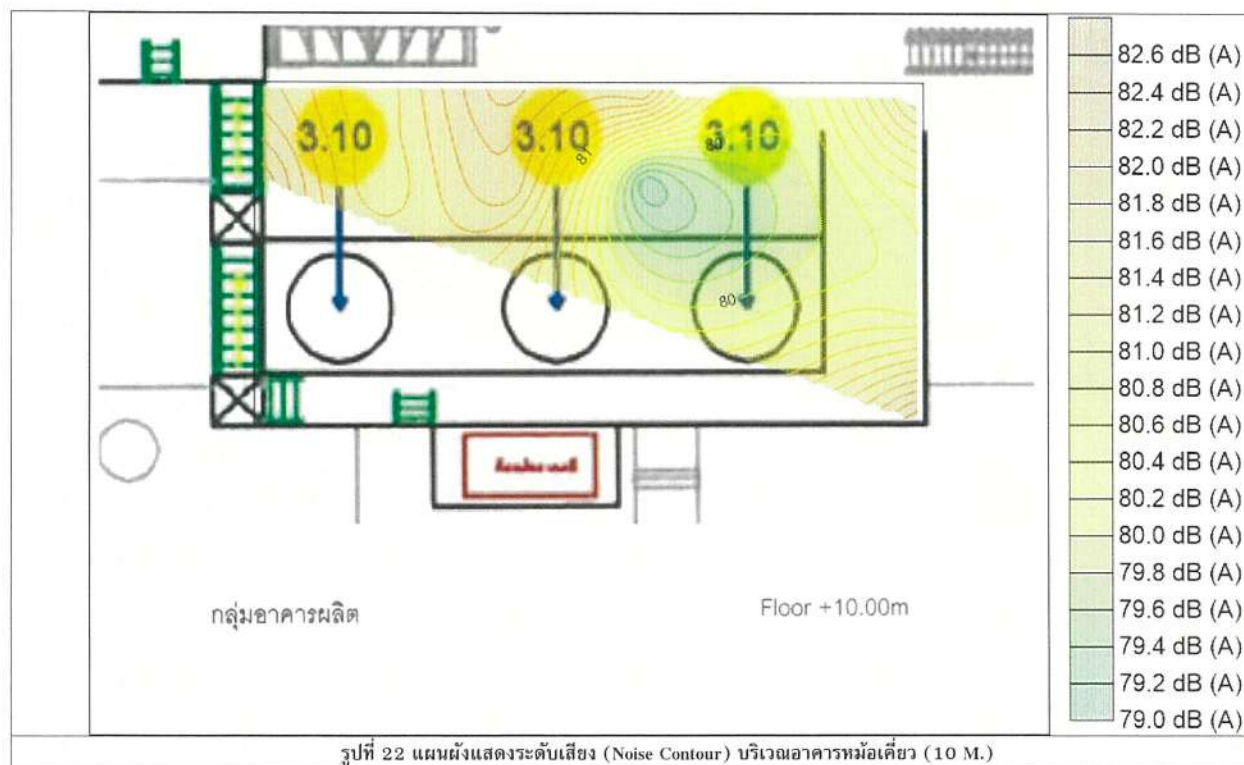 82.6 dB (A)
82.4 dB (A)
82.2 dB (A)
82.0 dB (A)
81.8 dB (A)
81.6 dB (A)
81.4 dB (A)
81.2 dB (A)
81.0 dB (A)
80.8 dB (A)
80.6 dB (A)
80.4 dB (A)
80.2 dB (A)
80.0 dB (A)
79.8 dB (A)
79.6 dB (A)
79.4 dB (A)
79.2 dB (A)
79.0 dB (A)
3.10
3.10
3.10
81
80
80
กลุ่มอาคารผลิต
Floor +10.00m
รูปที่ 22 แผนผังแสดงระดับเสียง (Noise Contour) บริเวณอาคารหม้อเคี่ยว (10 M.)